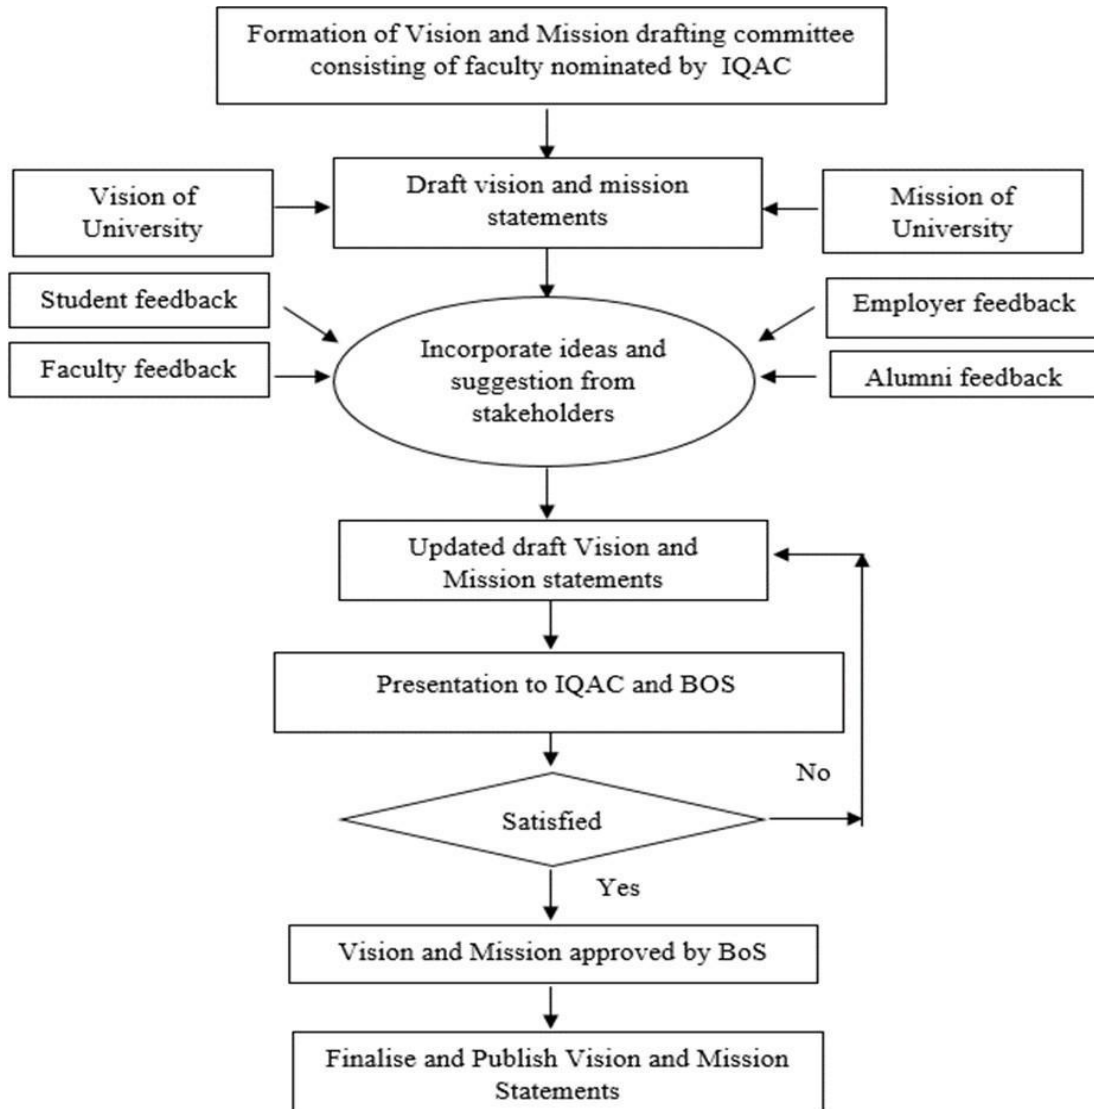 Formation of Vision and Mission drafting committee
consisting of faculty nominated by IQAC
Vision of
University
Draft vision and mission
statements
Mission of
University
Student feedback
Employer feedback
Incorporate ideas and
suggestion from
stakeholders
Faculty feedback
Alumni feedback
Updated draft Vision and
Mission statements
Presentation to IQAC and BOS
No
Satisfied
Yes
Vision and Mission approved by BoS
Finalise and Publish Vision and Mission
Statements